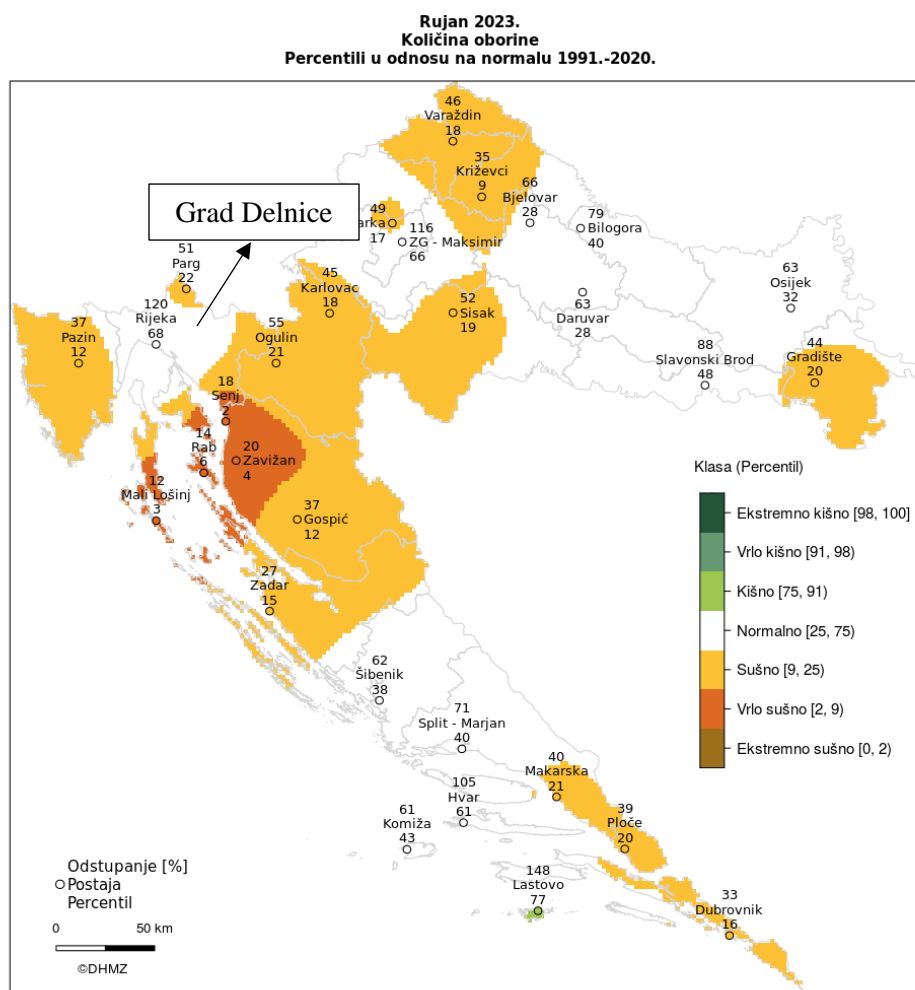 Rujan 2023.
Količina oborine
Percentili u odnosu na normalu 1991.-2020.
46
Varaždin
18
35
Križevci
9
66
Bjelovar
28
Grad Delnice
49
17
116
ZG - Maksimir
66
79
Bilogora
40
51
Parg
22
45
Karlovac
18
63
Osijek
32
120
Rijeka
68
52
Sisak
19
63
Daruvar
28
37
Pazin
12
55
Ogulin
21
88
Slavonski Brod
48
44
Gradište
20
18
Senj
2
14
Rab
6
20
Zavižan
4
12
Mali Lošinj
3
37
Gospić
12
27
Zadar
15
62
Šibenik
38
71
Split - Marjan
40
40
Makarska
21
105
Hvar
61
61
Komiža
43
39
Ploče
20
148
Lastovo
77
33
Dubrovnik
16
Klasa (Percentil)
Ekstremno kišno [98, 100]
Vrlo kišno [91, 98)
Kišno [75, 91)
Normalno [25, 75)
Sušno [9, 25)
Vrlo sušno [2, 9)
Ekstremno sušno [0, 2)
Odstupanje [%]
Postaja
Percentil
0 50 km
©DHMZ